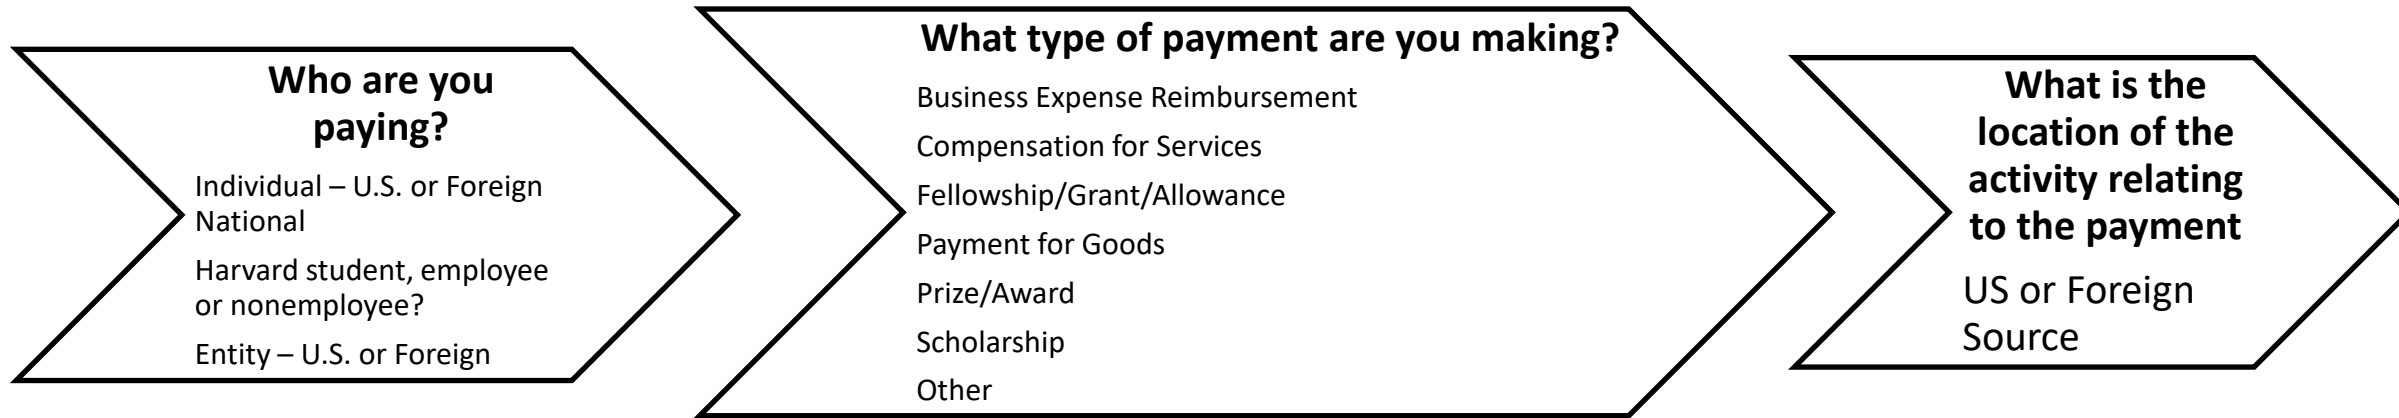 Who are you
paying?
Individual – U.S. or Foreign
National
Harvard student, employee
or nonemployee?
Entity – U.S. or Foreign
What type of payment are you making?
Business Expense Reimbursement
Compensation for Services
Fellowship/Grant/Allowance
Payment for Goods
Prize/Award
Scholarship
Other
What is the
location of the
activity relating
to the payment
US or Foreign
Source